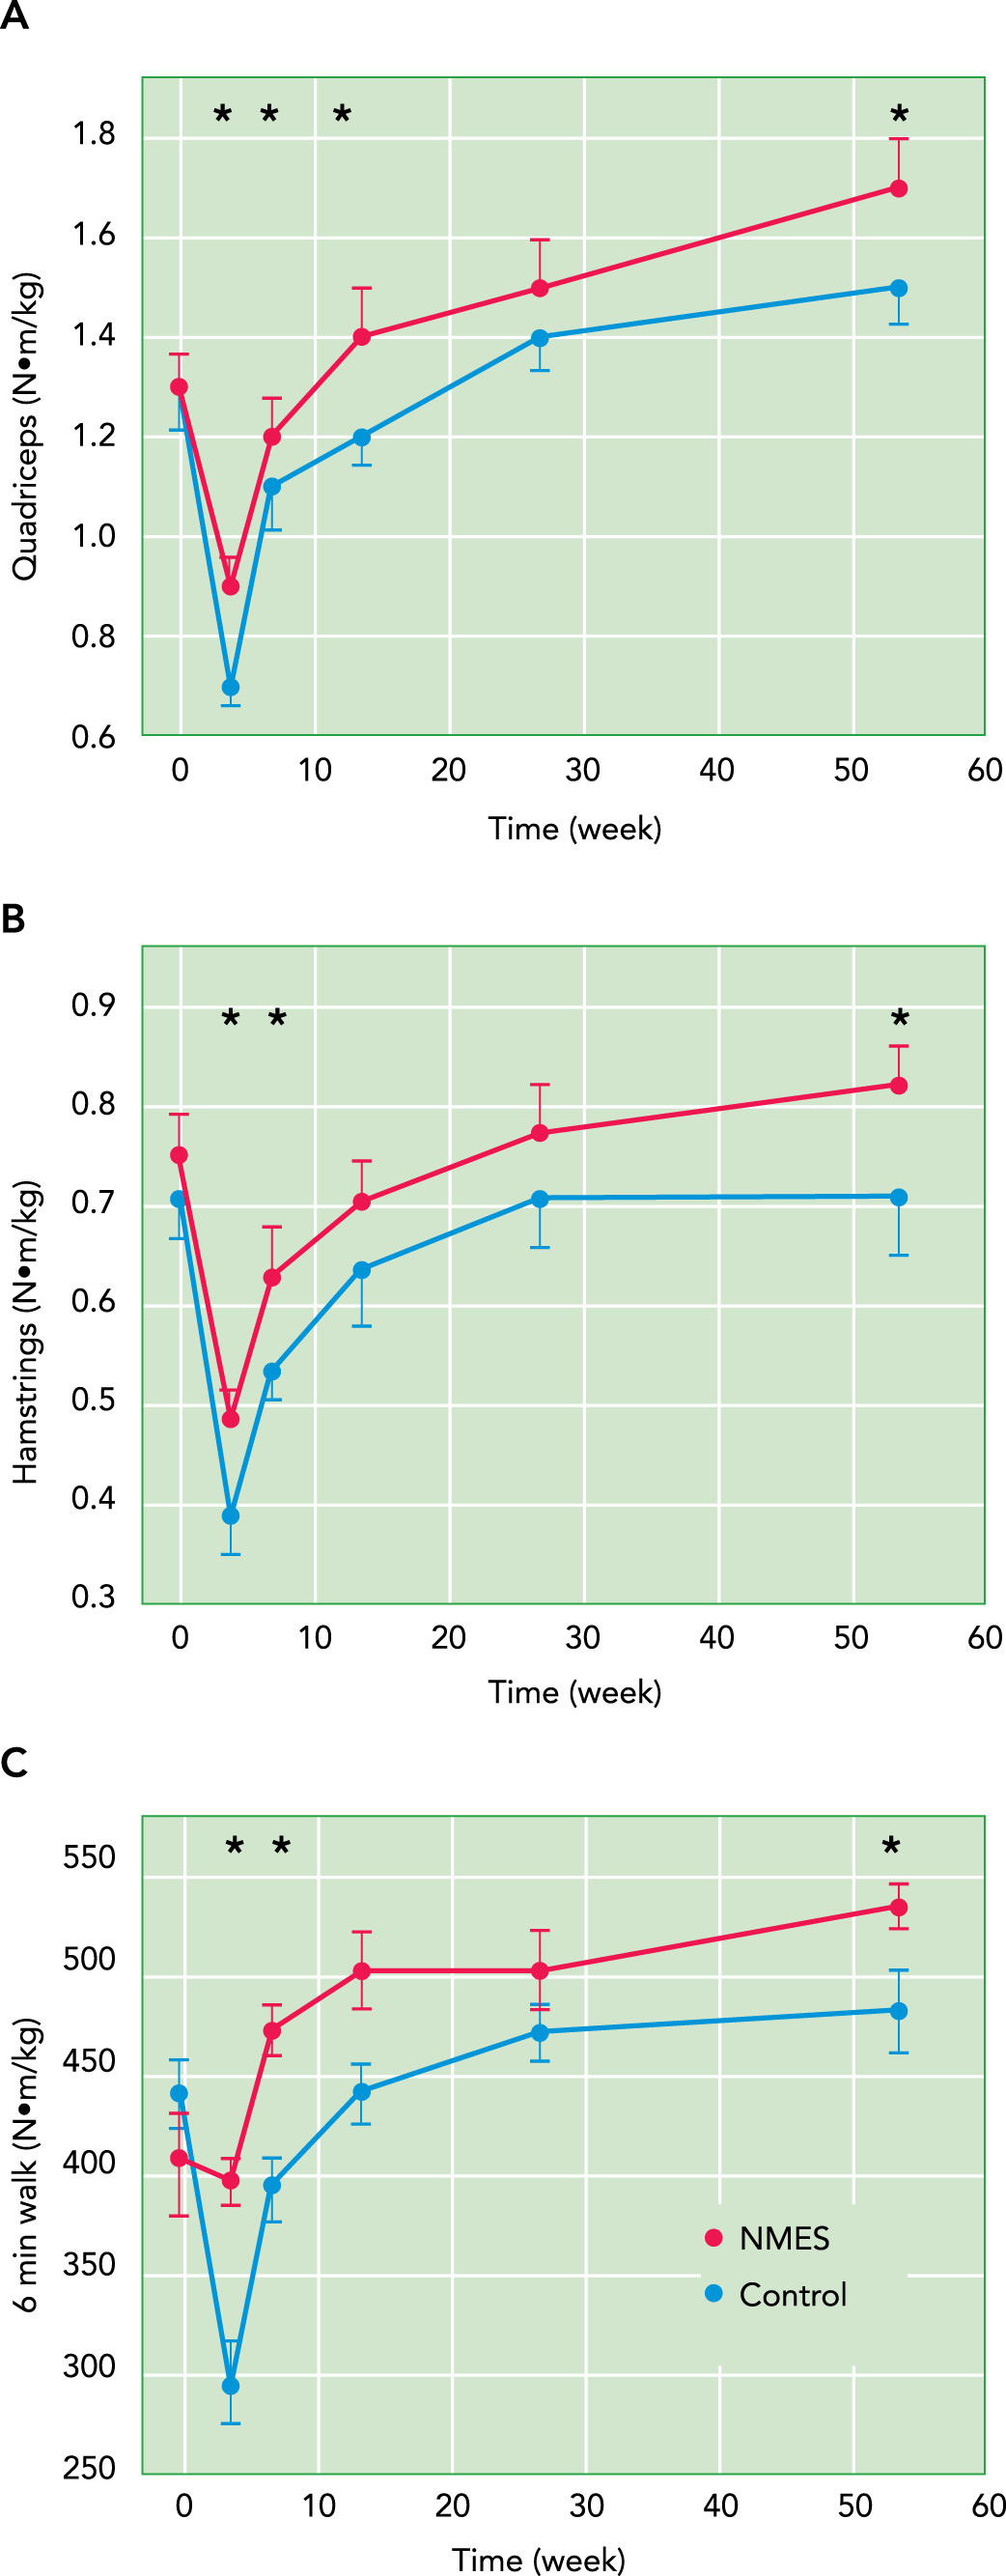 A
* * * *
1.8
1.6
1.4
1.2
1.0
0.8
0.6
Quadriceps (N•m/kg)
0 10 20 30 40 50 60
Time (week)
B
* * *
0.9
0.8
0.7
0.6
0.5
0.4
0.3
Hamstrings (N•m/kg)
0 10 20 30 40 50 60
Time (week)
C
* * *
550
500
450
400
350
300
250
6 min walk (N•m/kg)
NMES
Control
0 10 20 30 40 50 60
Time (week)